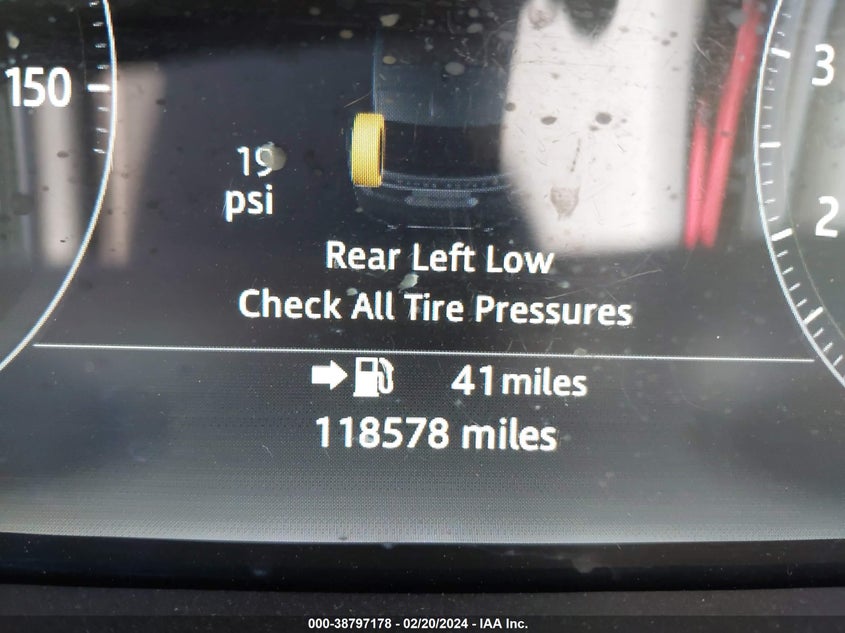 150
3
19
psi
2
Rear Left Low
Check All Tire Pressures
41 miles
118578 miles
000-38797178 - 02/20/2024 - IAA Inc.